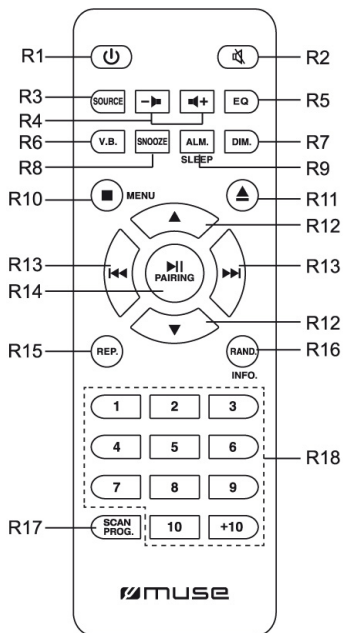 R1
R2
R3 SOURCE EQ R5
R4
R6 V.B. SNOOZE ALM. DIM. R7
R8 SLEEP R9
R10 MENU R11
R12
R13 R13
R14 PAIRING
R12
R15 REP. RAND. R16
INFO.
1 2 3
4 5 6
R18
7 8 9
R17 SCAN PROG. 10 +10
muse